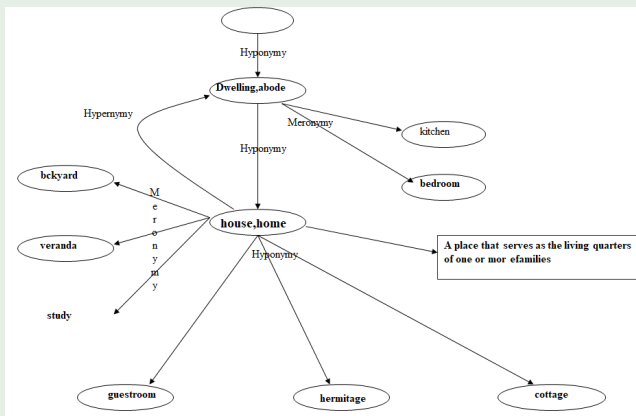 Hyponymy
Dwelling,abode
Hypernymy
Meronymy
kitchen
Hyponymy
bckyard
Meronymy
bedroom
house,home
veranda
Hyponymy
A place that serves as the living quarters
of one or mor efamilies
study
guestroom
hermitage
cottage